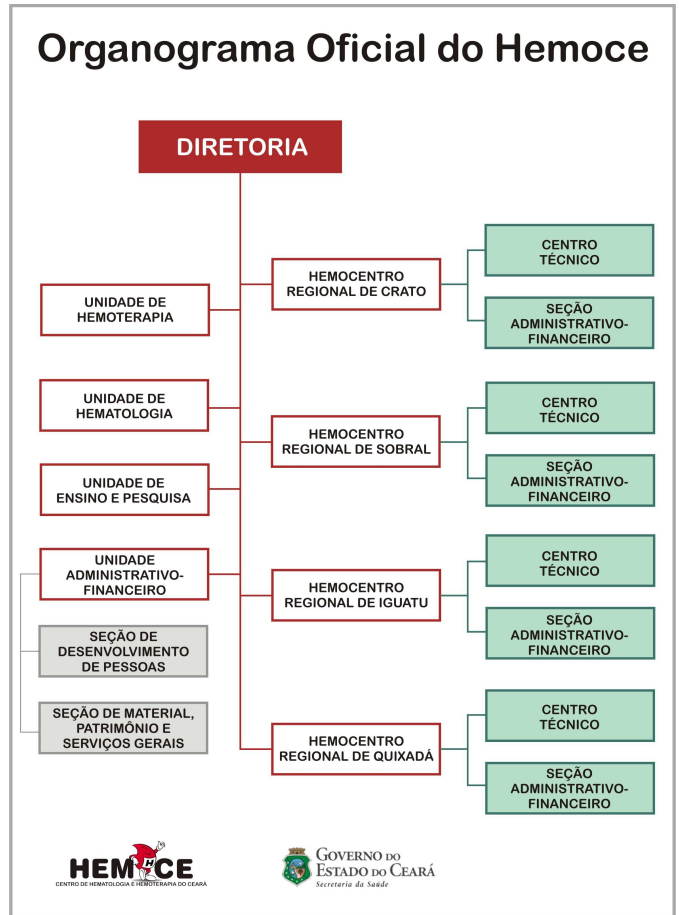 Organograma Oficial do Hemoce
DIRETORIA
UNIDADE DE
HEMOTERAPIA
UNIDADE DE
HEMATOLOGIA
UNIDADE DE
ENSINO E PESQUISA
UNIDADE
ADMINISTRATIVO-
FINANCEIRO
SEÇÃO DE
DESENVOLVIMENTO
DE PESSOAS
SEÇÃO DE MATERIAL,
PATRIMÔNIO E
SERVIÇOS GERAIS
HEMOCENTRO
REGIONAL DE CRATO
CENTRO
TÉCNICO
SEÇÃO
ADMINISTRATIVO-
FINANCEIRO
HEMOCENTRO
REGIONAL DE SOBRAL
CENTRO
TÉCNICO
SEÇÃO
ADMINISTRATIVO-
FINANCEIRO
HEMOCENTRO
REGIONAL DE IGUATU
CENTRO
TÉCNICO
SEÇÃO
ADMINISTRATIVO-
FINANCEIRO
HEMOCENTRO
REGIONAL DE QUIXADÁ
CENTRO
TÉCNICO
SEÇÃO
ADMINISTRATIVO-
FINANCEIRO
HEMOCE
CENTRO DE HEMATOLOGIA E HEMOTERAPIA DO CEARÁ
GOVERNO DO
ESTADO DO CEARÁ
Secretaria da Saúde